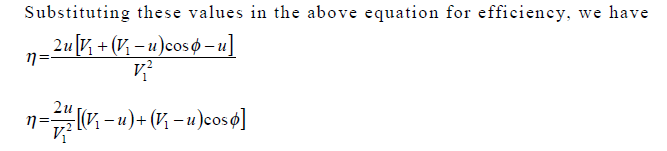 Substituting these values in the above equation for efficiency, we have
η = 2u[V₁ + (V₁ − u)cos ϕ − u] / V₁²
η = 2u / V₁² [(V₁ − u) + (V₁ − u)cos ϕ]